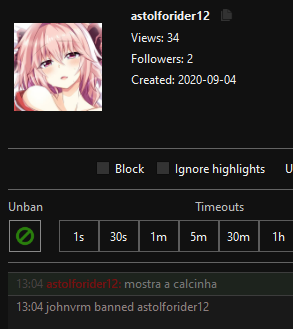 astolforider12
Views: 34
Followers: 2
Created: 2020-09-04
Block Ignore highlights U
Unban Timeouts
1s 30s 1m 5m 30m 1h
13:04 astolforider12: mostra a calcinha
13:04 johnvrm banned astolforider12